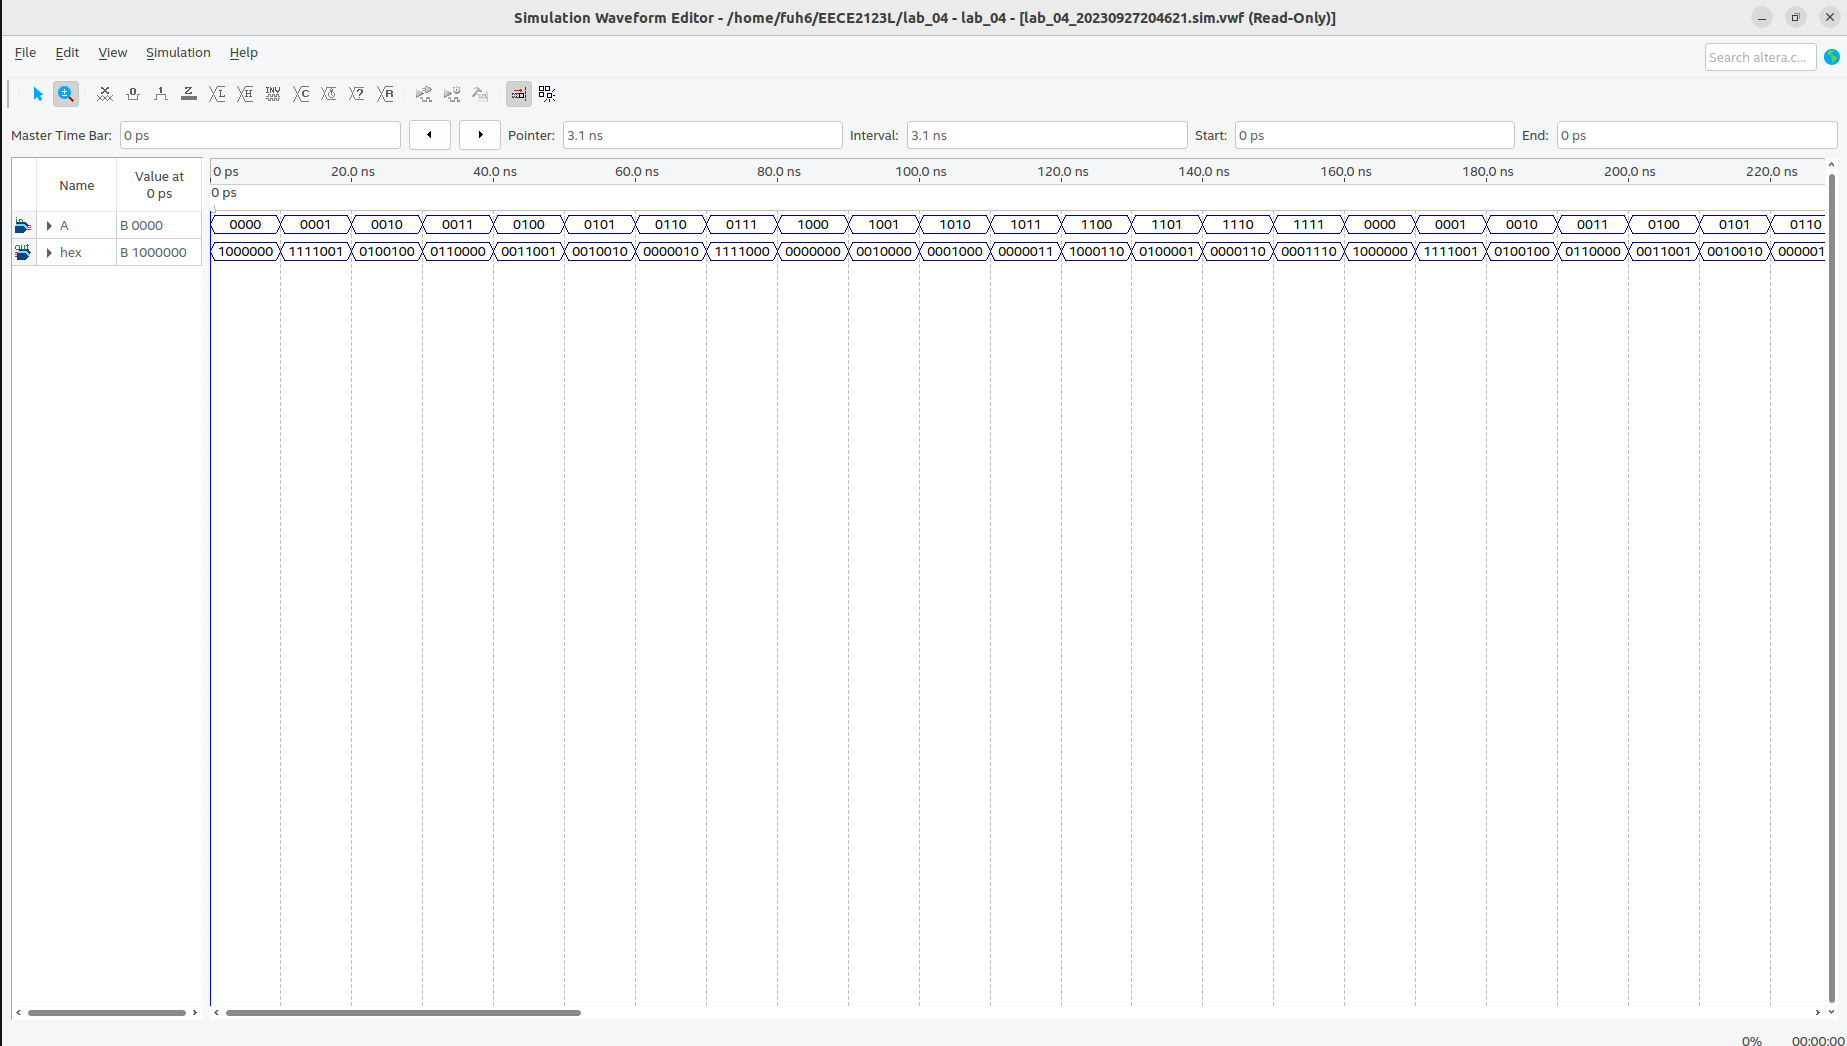 Simulation Waveform Editor - /home/fuh6/EECE2123L/lab_04 - lab_04 - [lab_04_20230927204621.sim.vwf (Read-Only)]
File Edit View Simulation Help
Search altera.c...
Master Time Bar: 0 ps Pointer: 3.1 ns Interval: 3.1 ns Start: 0 ps End: 0 ps
Name Value at 0 ps
0 ps 20.0 ns 40.0 ns 60.0 ns 80.0 ns 100.0 ns 120.0 ns 140.0 ns 160.0 ns 180.0 ns 200.0 ns 220.0 ns
0 ps
in A B 0000 0000 0001 0010 0011 0100 0101 0110 0111 1000 1001 1010 1011 1100 1101 1110 1111 0000 0001 0010 0011 0100 0101 0110
out hex B 1000000 1000000 1111001 0100100 0110000 0011001 0010010 0000010 1111000 0000000 0010000 0001000 0000011 1000110 0100001 0000110 0001110 1000000 1111001 0100100 0110000 0011001 0010010 000001
0% 00:00:00